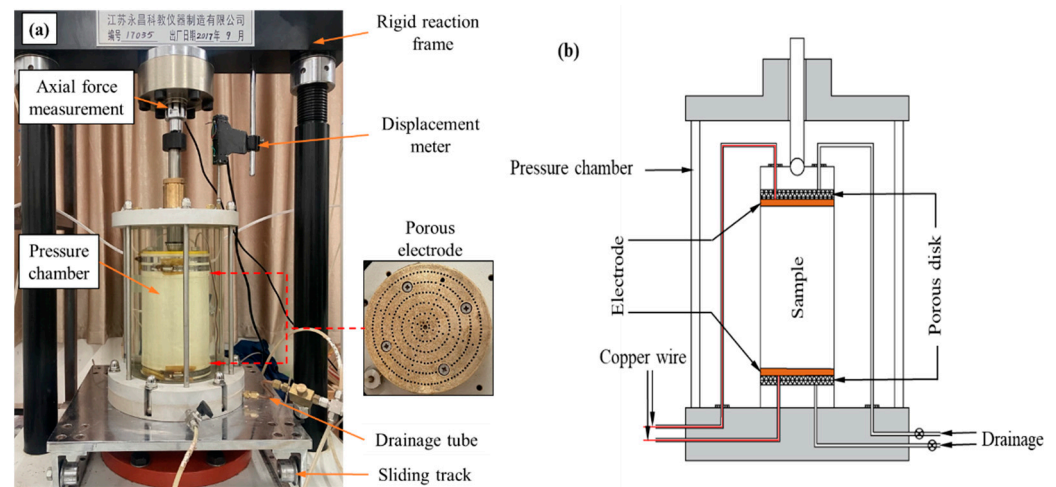 (a)
江苏永昌科教仪器制造有限公司
编号 17035 出厂日期2017年9月
Rigid reaction
frame
Axial force
measurement
Displacement
meter
Porous
electrode
Pressure
chamber
Drainage tube
Sliding track
(b)
Pressure chamber
Electrode
Sample
Porous disk
Copper wire
Drainage